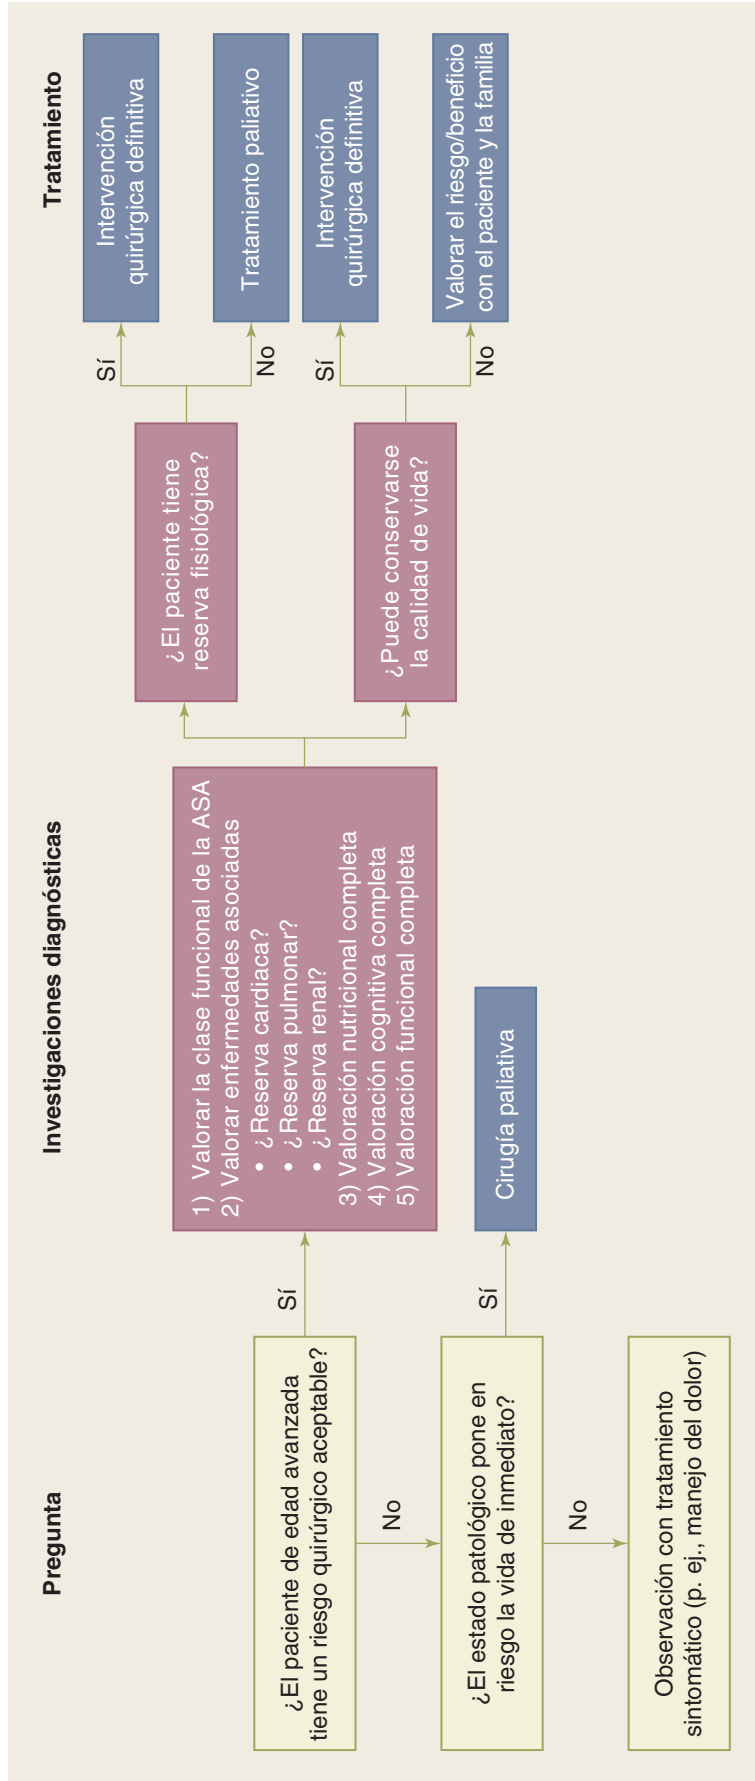 Pregunta
Investigaciones diagnósticas
Tratamiento
¿El paciente de edad avanzada
tiene un riesgo quirúrgico aceptable?
Sí
No
1) Valorar la clase funcional de la ASA
2) Valorar enfermedades asociadas
• ¿Reserva cardiaca?
• ¿Reserva pulmonar?
• ¿Reserva renal?
3) Valoración nutricional completa
4) Valoración cognitiva completa
5) Valoración funcional completa
¿El paciente tiene
reserva fisiológica?
Sí
Intervención
quirúrgica definitiva
No
Tratamiento paliativo
¿Puede conservarse
la calidad de vida?
Sí
Intervención
quirúrgica definitiva
No
Valorar el riesgo/beneficio
con el paciente y la familia
¿El estado patológico pone en
riesgo la vida de inmediato?
Sí
Cirugía paliativa
No
Observación con tratamiento
sintomático (p. ej., manejo del dolor)